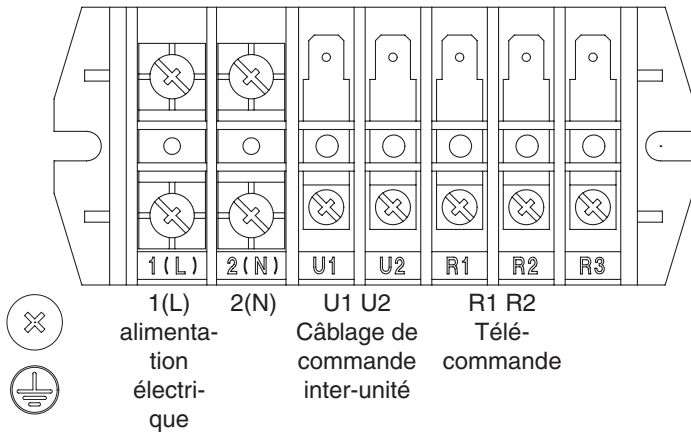 1(L) 2(N) U1 U2 R1 R2 R3
1(L) 2(N) U1 U2 R1 R2
alimenta- Câblage de Télé-
tion commande commande
électri- inter-unité
que